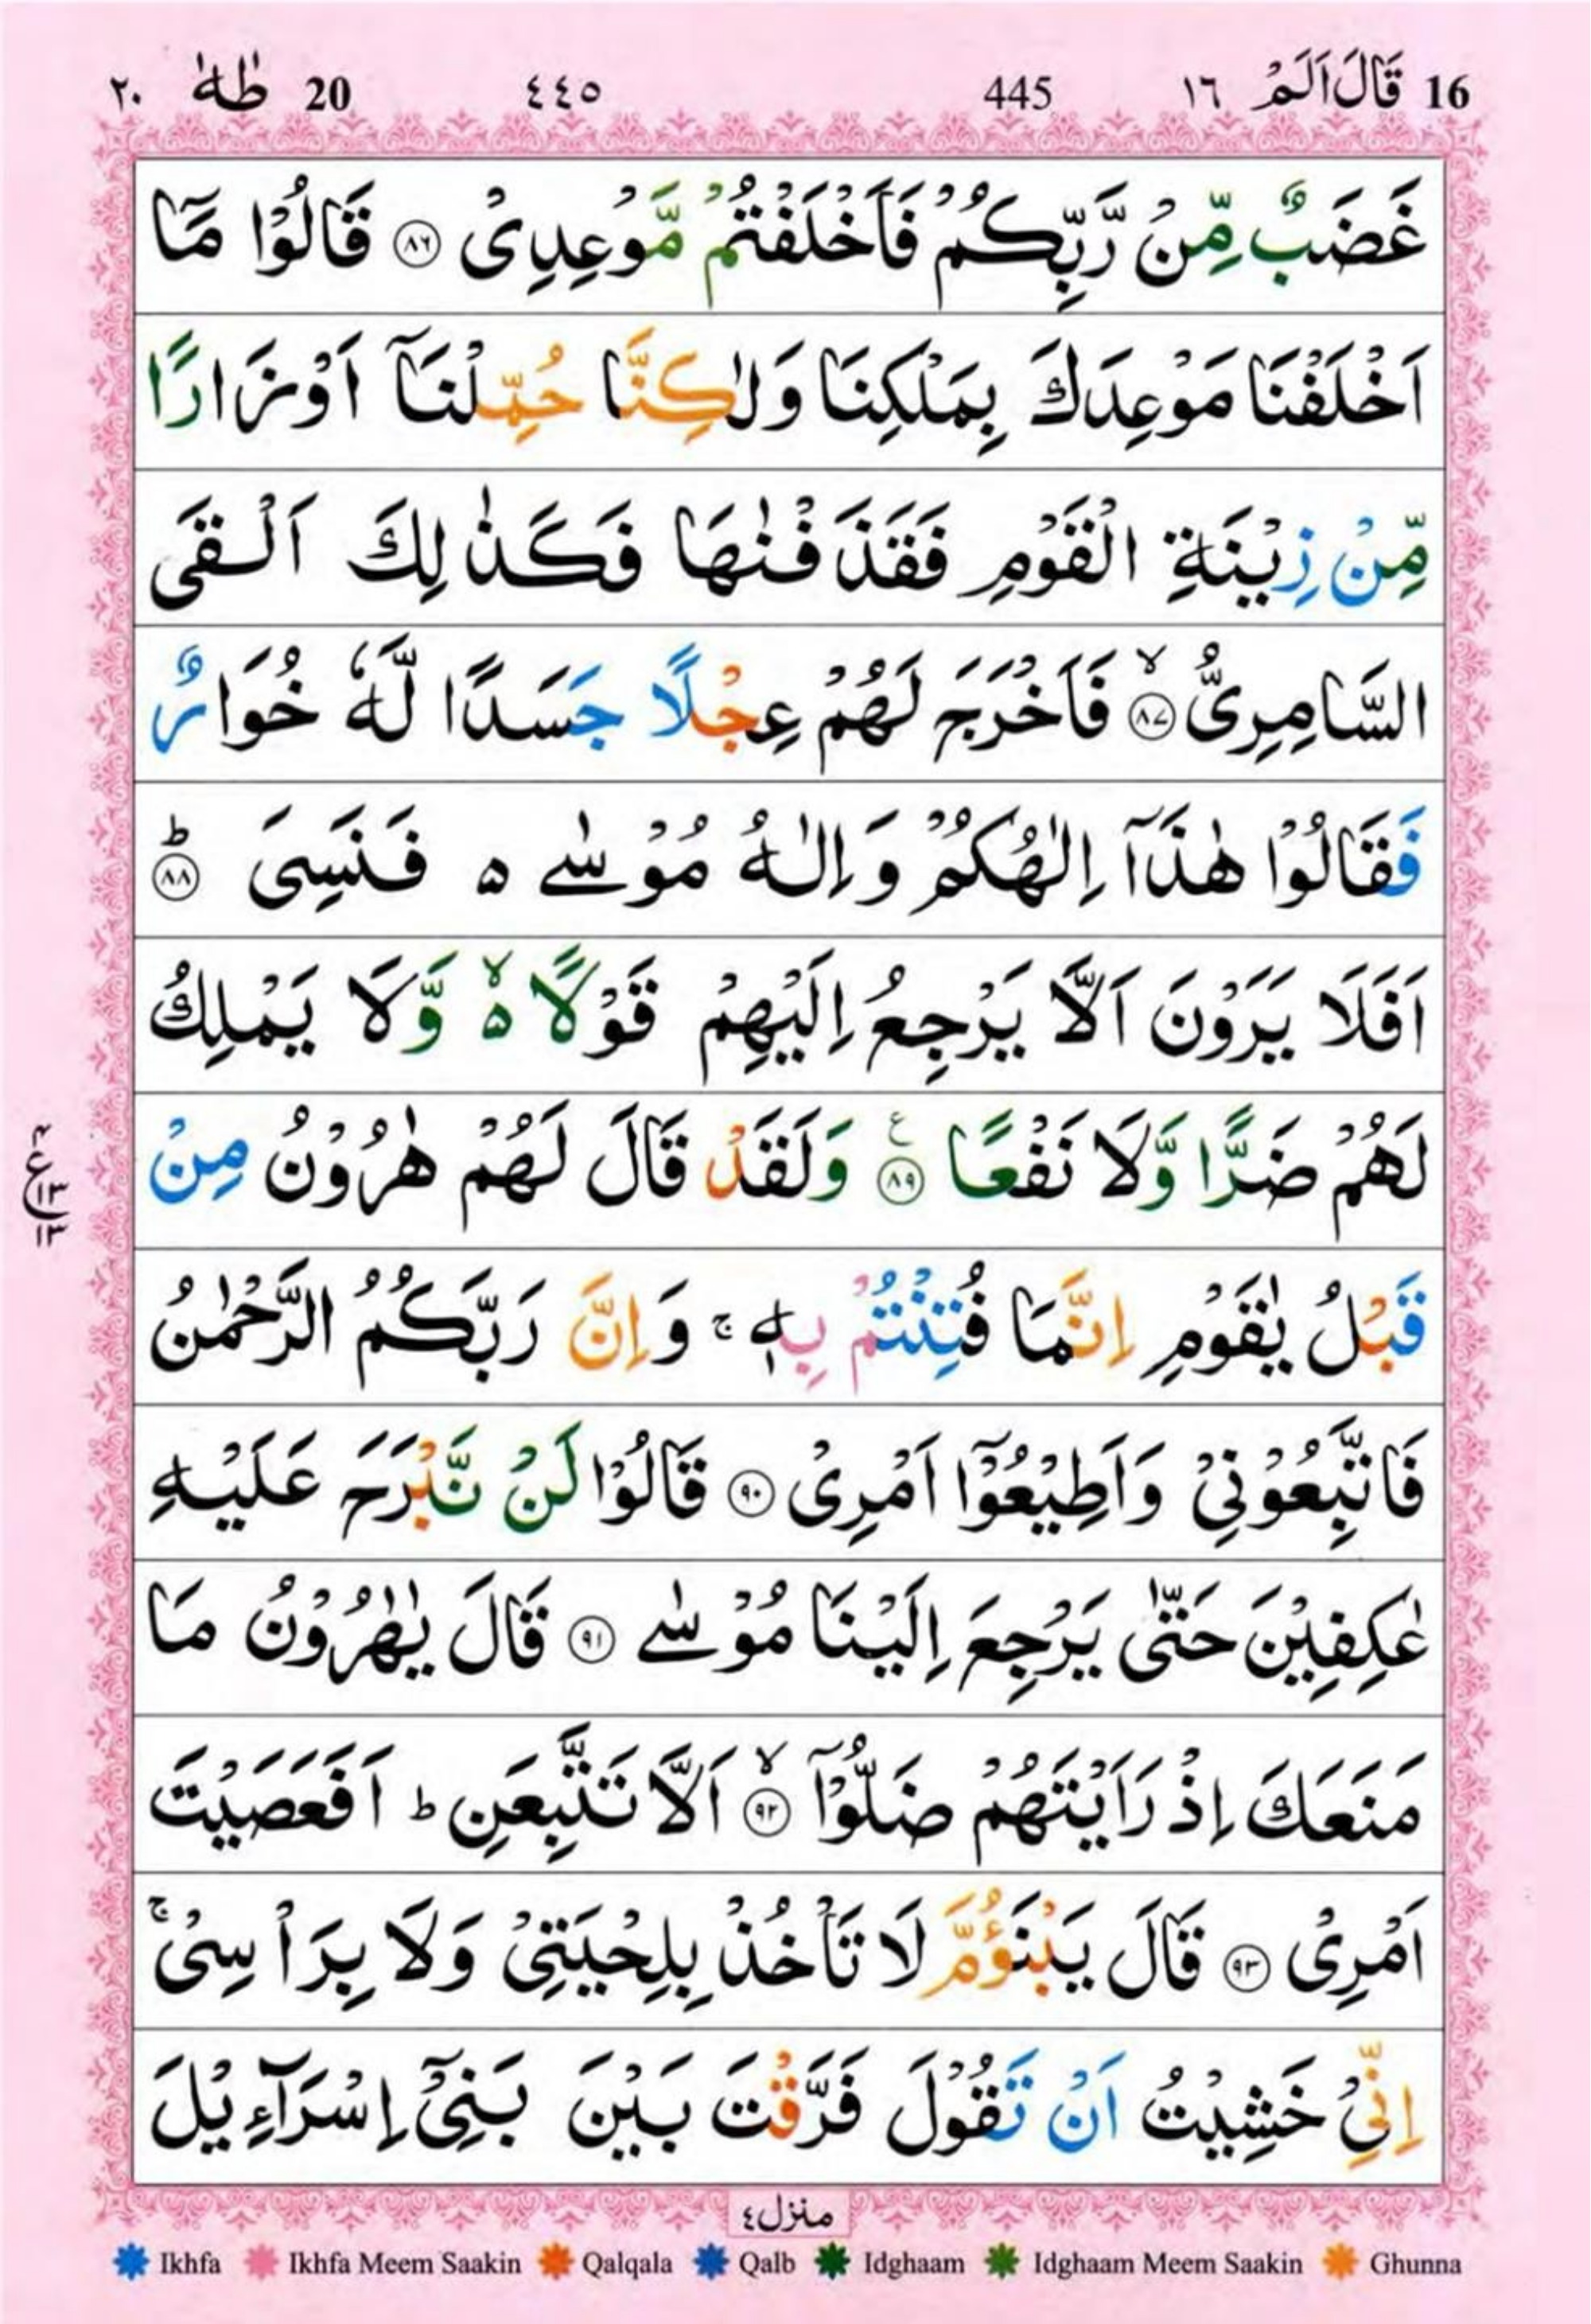 16 قَالَ اَلَمْ ١٦ 445 ٤٤٥ 20 طٰهٰ ٢٠
غَضَبٌ مِّنْ رَّبِّكُمْ فَاَخْلَفْتُمْ مَّوْعِدِىْ ٨٦ قَالُوْا مَاۤ
اَخْلَفْنَا مَوْعِدَكَ بِمَلْكِنَا وَلٰكِنَّا حُمِّلْنَاۤ اَوْزَارًا
مِّنْ زِيْنَةِ الْقَوْمِ فَقَذَفْنٰهَا فَكَذٰلِكَ اَلْقَى
السَّامِرِىُّ ۙ٨٧ فَاَخْرَجَ لَهُمْ عِجْلًا جَسَدًا لَّهٗ خُوَارٌ
فَقَالُوْا هٰذَاۤ اِلٰهُكُمْ وَاِلٰهُ مُوْسٰى ە فَنَسِىَ ؕ٨٨
اَفَلَا يَرَوْنَ اَلَّا يَرْجِعُ اِلَيْهِمْ قَوْلًا ەۙ وَّلَا يَمْلِكُ
لَهُمْ ضَرًّا وَّلَا نَفْعًا ٨٩ ع وَلَقَدْ قَالَ لَهُمْ هٰرُوْنُ مِنْ
قَبْلُ يٰقَوْمِ اِنَّمَا فُتِنْتُمْ بِهٖ ۚ وَاِنَّ رَبَّكُمُ الرَّحْمٰنُ
فَاتَّبِعُوْنِىْ وَاَطِيْعُوْۤا اَمْرِىْ ٩٠ قَالُوْا لَنْ نَّبْرَحَ عَلَيْهِ
عٰكِفِيْنَ حَتّٰى يَرْجِعَ اِلَيْنَا مُوْسٰى ٩١ قَالَ يٰهٰرُوْنُ مَا
مَنَعَكَ اِذْ رَاَيْتَهُمْ ضَلُّوْۤا ۙ٩٢ اَلَّا تَتَّبِعَنِ ؕ اَفَعَصَيْتَ
اَمْرِىْ ٩٣ قَالَ يَبْنَؤُمَّ لَا تَاْخُذْ بِلِحْيَتِىْ وَلَا بِرَاْسِىْ ۚ
اِنِّىْ خَشِيْتُ اَنْ تَقُوْلَ فَرَّقْتَ بَيْنَ بَنِىْۤ اِسْرَآءِيْلَ
منزل ٤
Ikhfa Ikhfa Meem Saakin Qalqala Qalb Idghaam Idghaam Meem Saakin Ghunna